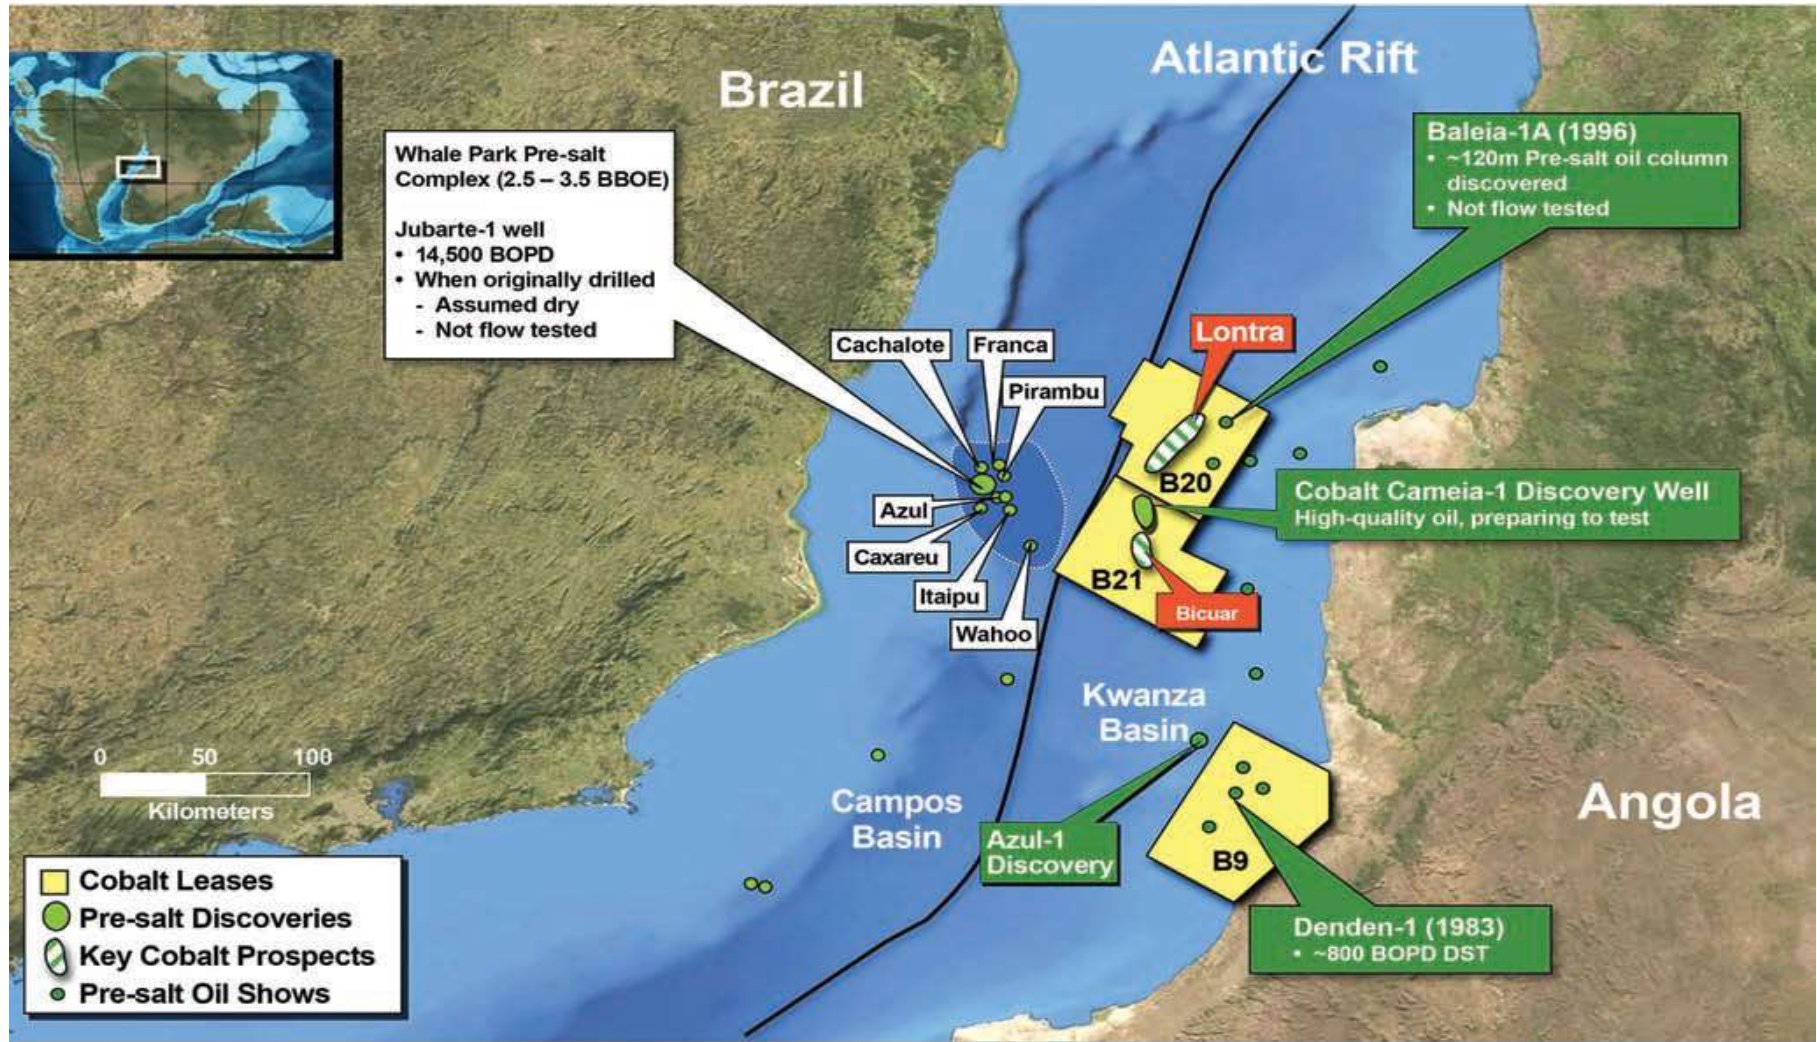 Brazil
Atlantic Rift
Whale Park Pre-salt
Complex (2.5 – 3.5 BBOE)
Jubarte-1 well
• 14,500 BOPD
• When originally drilled
- Assumed dry
- Not flow tested
Baleia-1A (1996)
• ~120m Pre-salt oil column
discovered
• Not flow tested
Cachalote
Franca
Pirambu
Lontra
B20
Azul
Caxareu
Itaipu
Wahoo
Cobalt Cameia-1 Discovery Well
High-quality oil, preparing to test
B21
Bicuar
Kwanza
Basin
0 50 100
Kilometers
Campos
Basin
Azul-1
Discovery
B9
Angola
Denden-1 (1983)
• ~800 BOPD DST
Cobalt Leases
Pre-salt Discoveries
Key Cobalt Prospects
Pre-salt Oil Shows